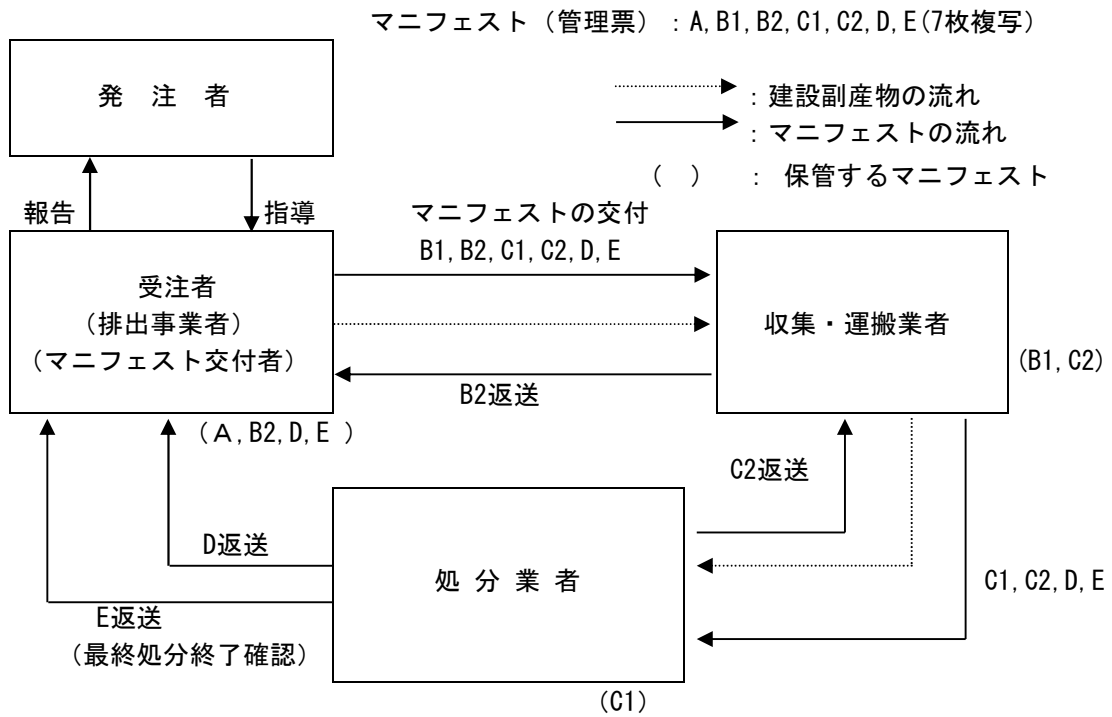 マニフェスト（管理票）：A,B1,B2,C1,C2,D,E(7枚複写）
発　注　者
：建設副産物の流れ
：マニフェストの流れ
（　）　：　保管するマニフェスト
報告
指導
マニフェストの交付
B1,B2,C1,C2,D,E
受注者
（排出事業者）
（マニフェスト交付者）
収集・運搬業者
B2返送
(B1,C2)
（Ａ,B2,D,E ）
C2返送
D返送
処 分 業 者
C1,C2,D,E
E返送
（最終処分終了確認）
(C1)